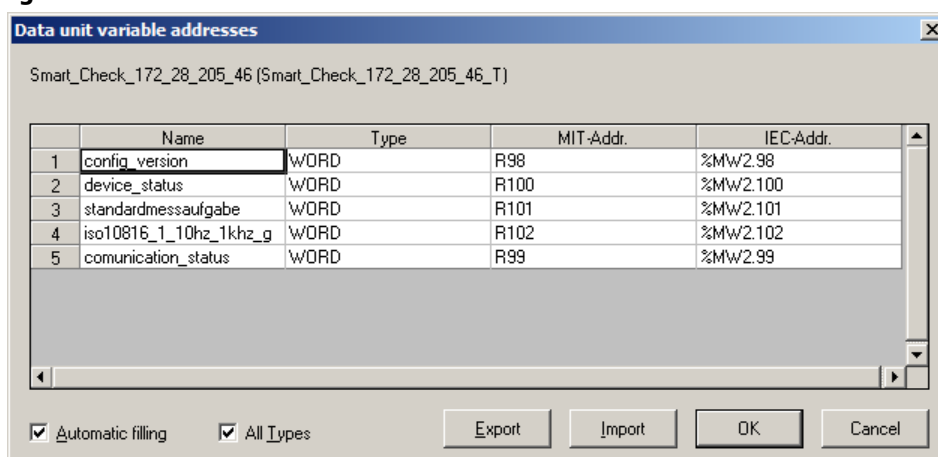 Data unit variable addresses
Smart_Check_172_28_205_46 (Smart_Check_172_28_205_46_T)
Name Type MIT-Addr. IEC-Addr.
1 config_version WORD R98 %MW2.98
2 device_status WORD R100 %MW2.100
3 standardmessaufgabe WORD R101 %MW2.101
4 iso10816_1_10hz_1khz_g WORD R102 %MW2.102
5 comunication_status WORD R99 %MW2.99
Automatic filling All Types Export Import OK Cancel